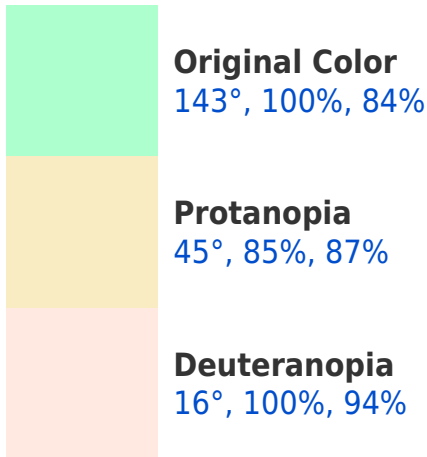 Original Color
143°, 100%, 84%
Protanopia
45°, 85%, 87%
Deuteranopia
16°, 100%, 94%